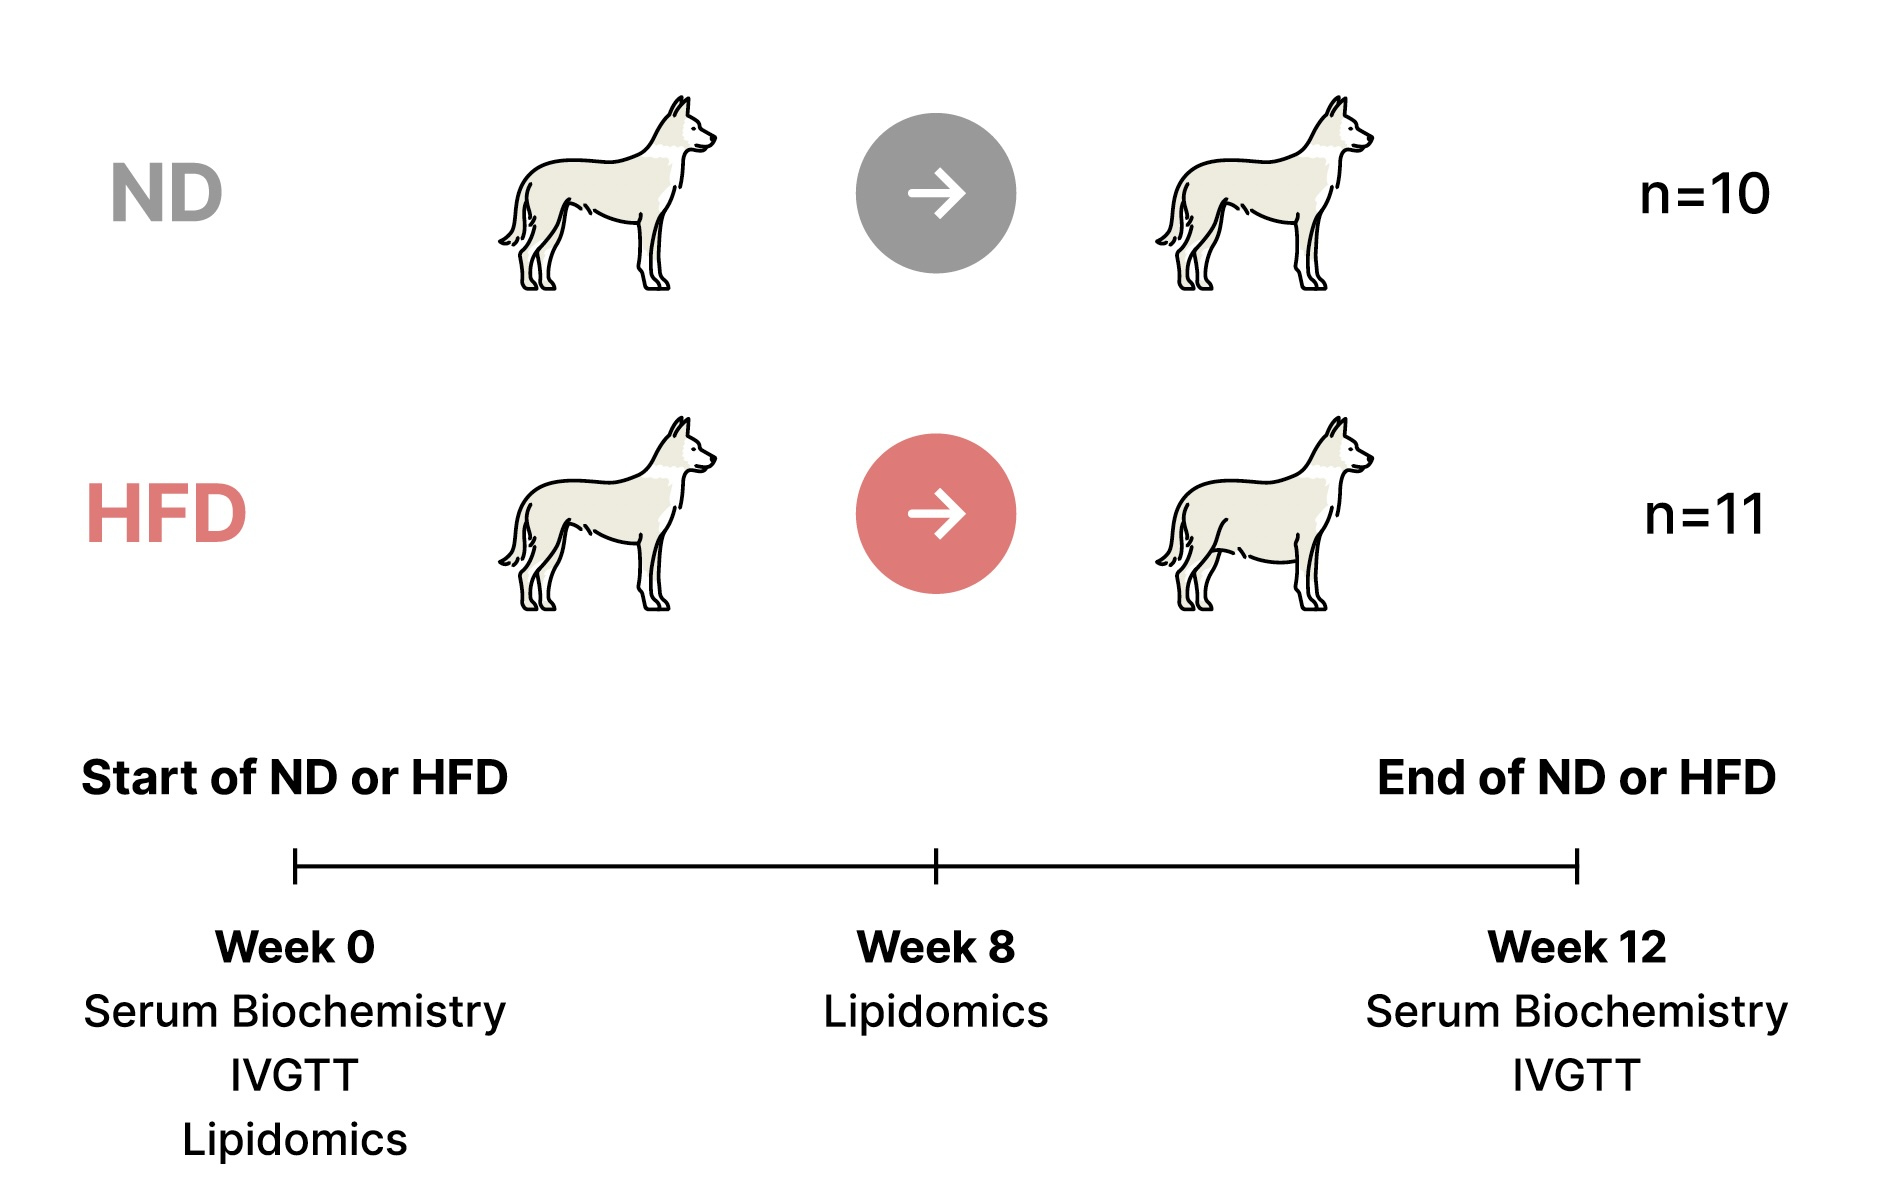 ND
n=10
HFD
n=11
Start of ND or HFD
End of ND or HFD
Week 0
Serum Biochemistry
IVGTT
Lipidomics
Week 8
Lipidomics
Week 12
Serum Biochemistry
IVGTT